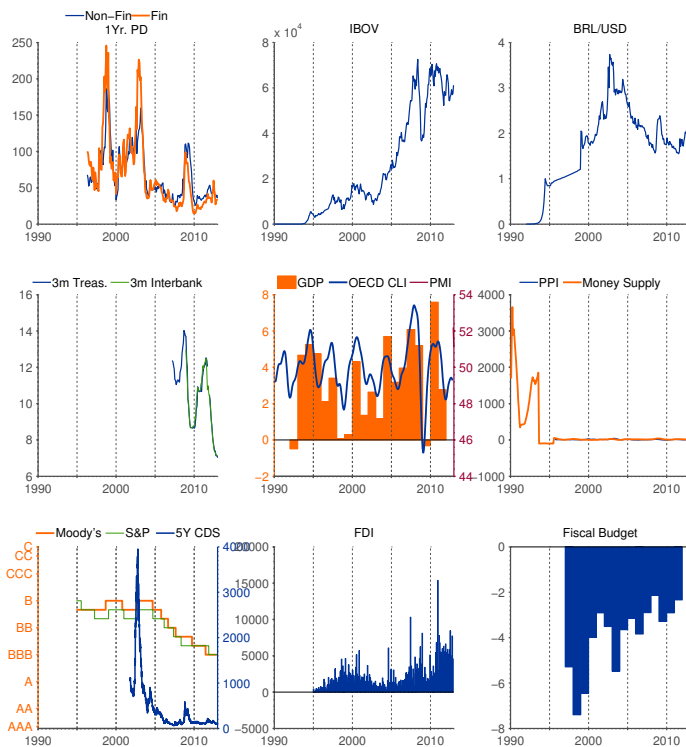 Non−Fin Fin
1Yr. PD
250
200
150
100
50
0
1990 2000 2010
x 10⁴
IBOV
8
6
4
2
0
1990 2000 2010
BRL/USD
4
3
2
1
0
1990 2000 2010
3m Treas. 3m Interbank
16
14
12
10
8
6
1990 2000 2010
GDP OECD CLI PMI
8
6
4
2
0
−2
54
52
50
48
46
44
1990 2000 2010
PPI Money Supply
4000
3000
2000
1000
0
−1000
1990 2000 2010
Moody's S&P 5Y CDS
C
CC
CCC
B
BB
BBB
A
AA
AAA
4000
3000
2000
1000
0
1990 2000 2010
FDI
20000
15000
10000
5000
0
−5000
1990 2000 2010
Fiscal Budget
0
−2
−4
−6
−8
1990 2000 2010